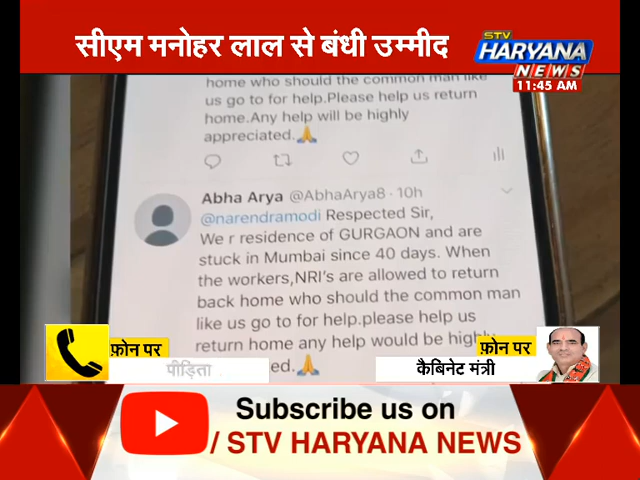 सीएम मनोहर लाल से बंधी उम्मीद
STV
HARYANA
NEWS
11:45 AM
home who should the common man like
us go to for help.Please help us return
home.Any help will be highly
appreciated.🙏
Abha Arya @AbhaArya8 · 10h
@narendramodi Respected Sir,
We r residence of GURGAON and are
stuck in Mumbai since 40 days. When
the workers,NRI's are allowed to return
back home who should the common man
like us go to for help.please help us
return home any help would be highly
ed.🙏
फ़ोन पर
पीड़िता
फ़ोन पर
कैबिनेट मंत्री
Subscribe us on
/ STV HARYANA NEWS